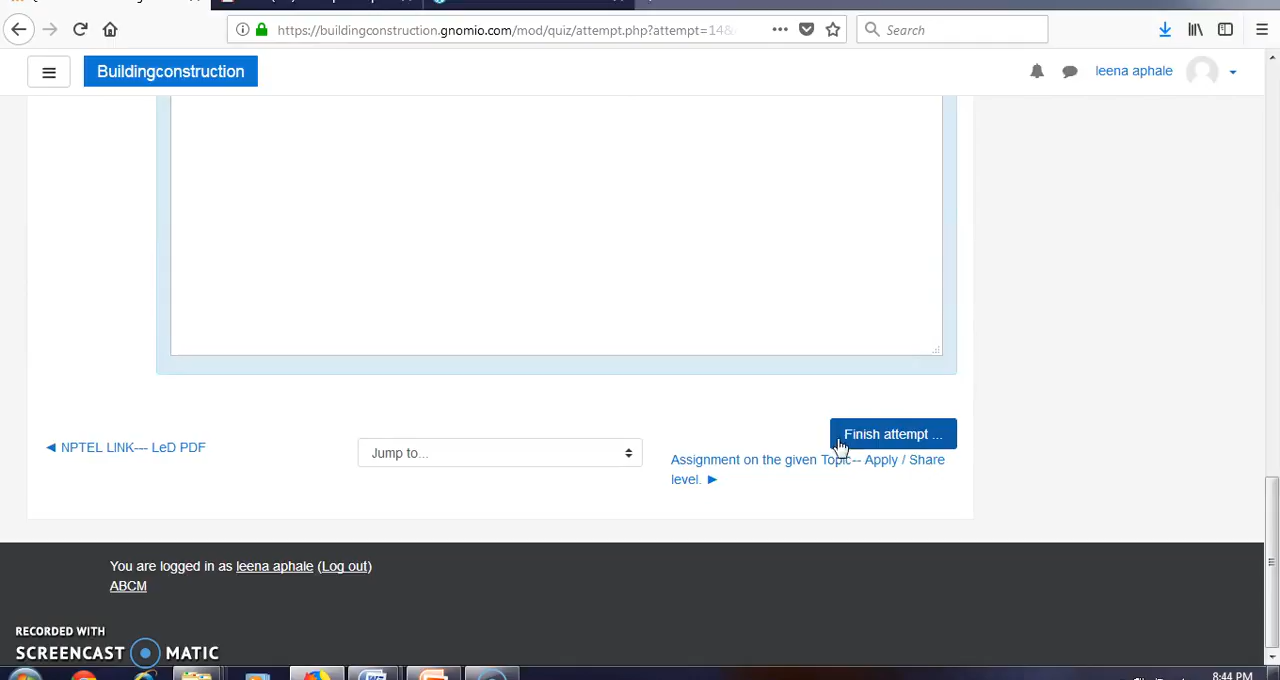 https://buildingconstruction.gnomio.com/mod/quiz/attempt.php?attempt=14&
Search
Buildingconstruction
leena aphale
Finish attempt ...
◄ NPTEL LINK--- LeD PDF
Jump to...
Assignment on the given Topic-- Apply / Share
level. ►
You are logged in as leena aphale (Log out)
ABCM
RECORDED WITH
SCREENCAST MATIC
8:44 PM